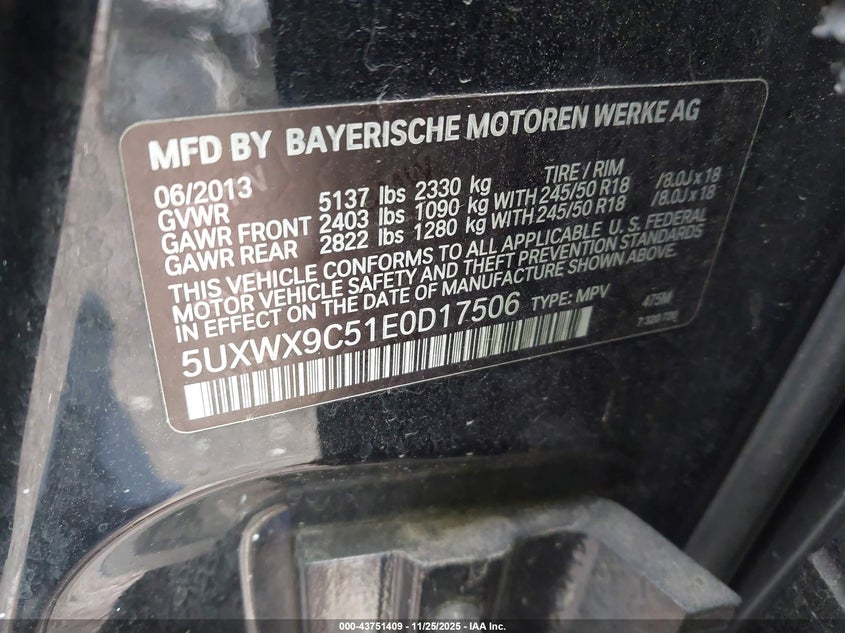 MFD BY BAYERISCHE MOTOREN WERKE AG
06/2013 TIRE / RIM
GVWR 5137 lbs 2330 kg
GAWR FRONT 2403 lbs 1090 kg WITH 245/50 R18 /8.0J x 18
GAWR REAR 2822 lbs 1280 kg WITH 245/50 R18 /8.0J x 18
THIS VEHICLE CONFORMS TO ALL APPLICABLE U. S. FEDERAL
MOTOR VEHICLE SAFETY AND THEFT PREVENTION STANDARDS
IN EFFECT ON THE DATE OF MANUFACTURE SHOWN ABOVE.
5UXWX9C51E0D17506 TYPE: MPV 475M
000-43751409 - 11/25/2025 - IAA Inc.